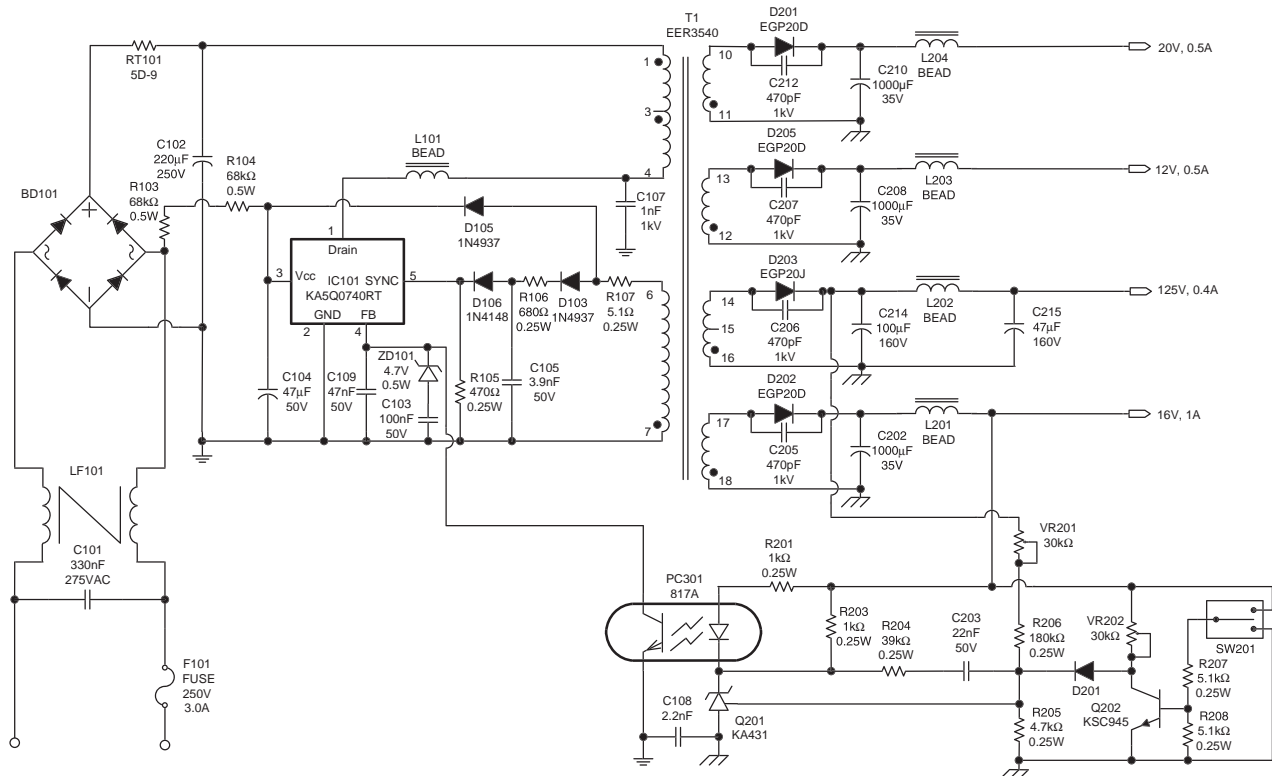 T1
EER3540
D201
EGP20D
RT101
5D-9
1
3
4
10
11
C212
470pF
1kV
C210
1000µF
35V
L204
BEAD
20V, 0.5A
C102
220µF
250V
R104
68kΩ
0.5W
R103
68kΩ
0.5W
BD101
L101
BEAD
C107
1nF
1kV
D205
EGP20D
13
12
C207
470pF
1kV
C208
1000µF
35V
L203
BEAD
12V, 0.5A
D105
1N4937
1
Drain
3
Vcc
IC101 SYNC
KA5Q0740RT
5
GND
FB
2
4
D106
1N4148
R106
680Ω
0.25W
D103
1N4937
R107
5.1Ω
0.25W
6
7
D203
EGP20J
14
15
16
C206
470pF
1kV
C214
100µF
160V
L202
BEAD
C215
47µF
160V
125V, 0.4A
C104
47µF
50V
C109
47nF
50V
ZD101
4.7V
0.5W
C103
100nF
50V
R105
470Ω
0.25W
C105
3.9nF
50V
D202
EGP20D
17
18
C205
470pF
1kV
C202
1000µF
35V
L201
BEAD
16V, 1A
LF101
C101
330nF
275VAC
F101
FUSE
250V
3.0A
PC301
817A
R201
1kΩ
0.25W
VR201
30kΩ
R203
1kΩ
0.25W
R204
39kΩ
0.25W
C203
22nF
50V
R206
180kΩ
0.25W
VR202
30kΩ
SW201
R207
5.1kΩ
0.25W
D201
C108
2.2nF
Q201
KA431
R205
4.7kΩ
0.25W
Q202
KSC945
R208
5.1kΩ
0.25W